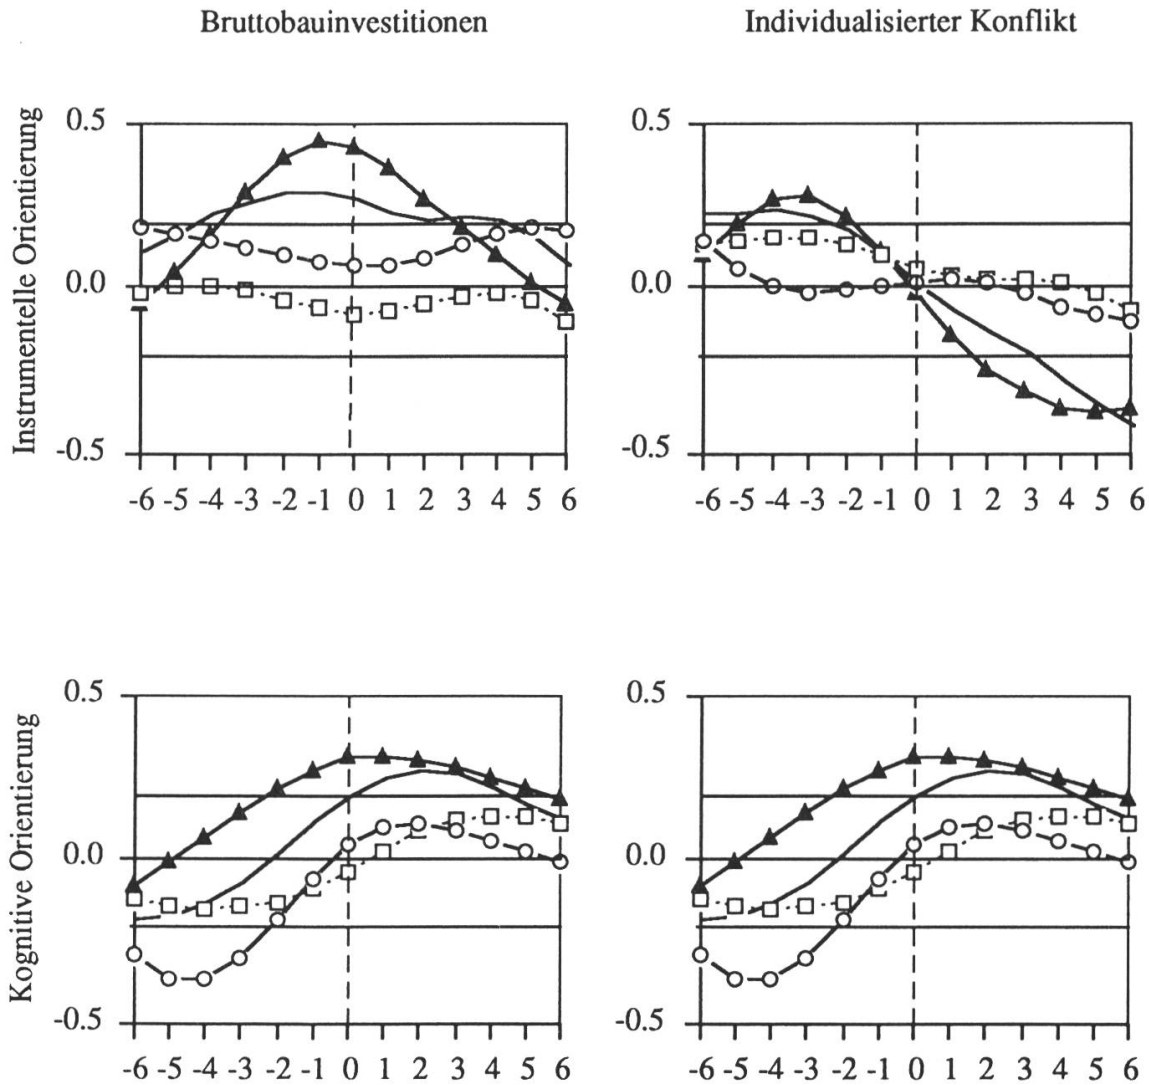 Bruttobauinvestitionen Individualisierter Konflikt
Instrumentelle Orientierung
0.5
0.0
-0.5
-6 -5 -4 -3 -2 -1 0 1 2 3 4 5 6
0.5
0.0
-0.5
-6 -5 -4 -3 -2 -1 0 1 2 3 4 5 6
Kognitive Orientierung
0.5
0.0
-0.5
-6 -5 -4 -3 -2 -1 0 1 2 3 4 5 6
0.5
0.0
-0.5
-6 -5 -4 -3 -2 -1 0 1 2 3 4 5 6